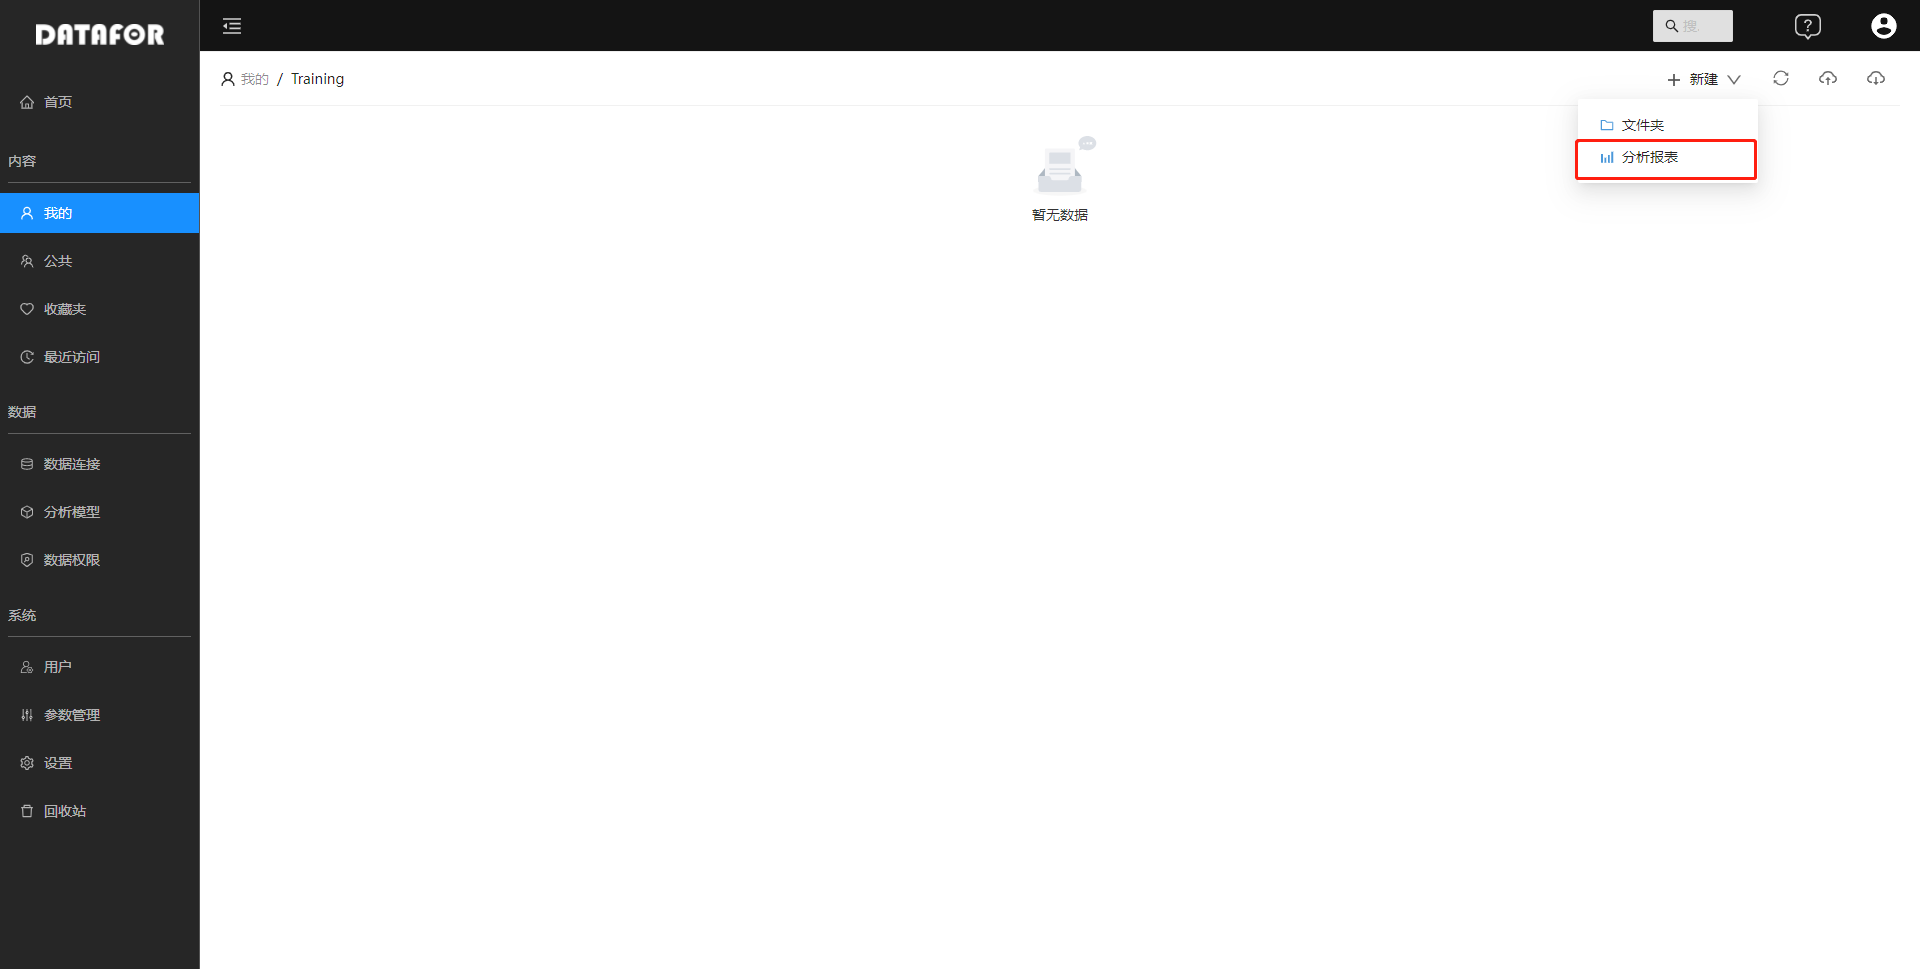 DATAFOR
搜
首页
内容
我的
公共
收藏夹
最近访问
数据
数据连接
分析模型
数据权限
系统
用户
参数管理
设置
回收站
我的 / Training
新建
文件夹
分析报表
暂无数据